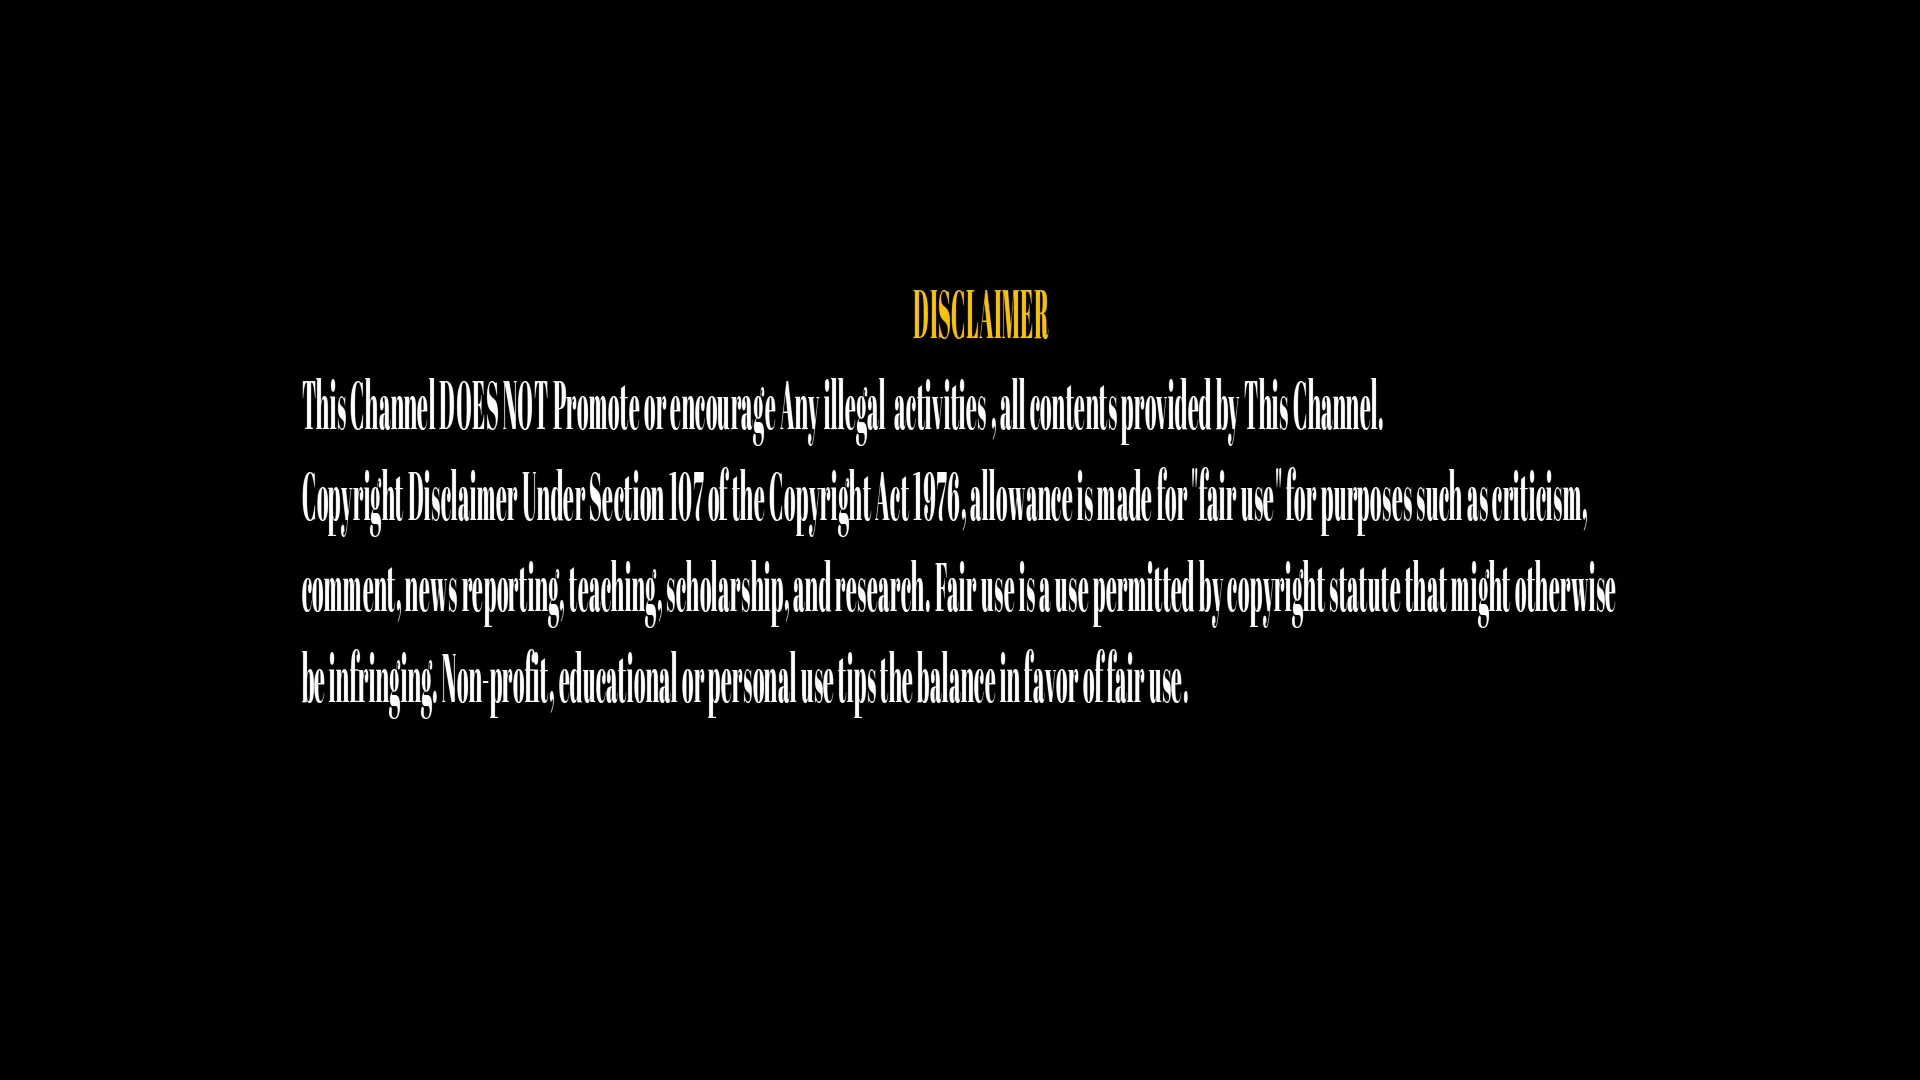 DISCLAIMER
This Channel DOES NOT Promote or encourage Any illegal activities , all contents provided by This Channel.
Copyright Disclaimer Under Section 107 of the Copyright Act 1976, allowance is made for "fair use" for purposes such as criticism,
comment, news reporting, teaching, scholarship, and research. Fair use is a use permitted by copyright statute that might otherwise
be infringing. Non-profit, educational or personal use tips the balance in favor of fair use.